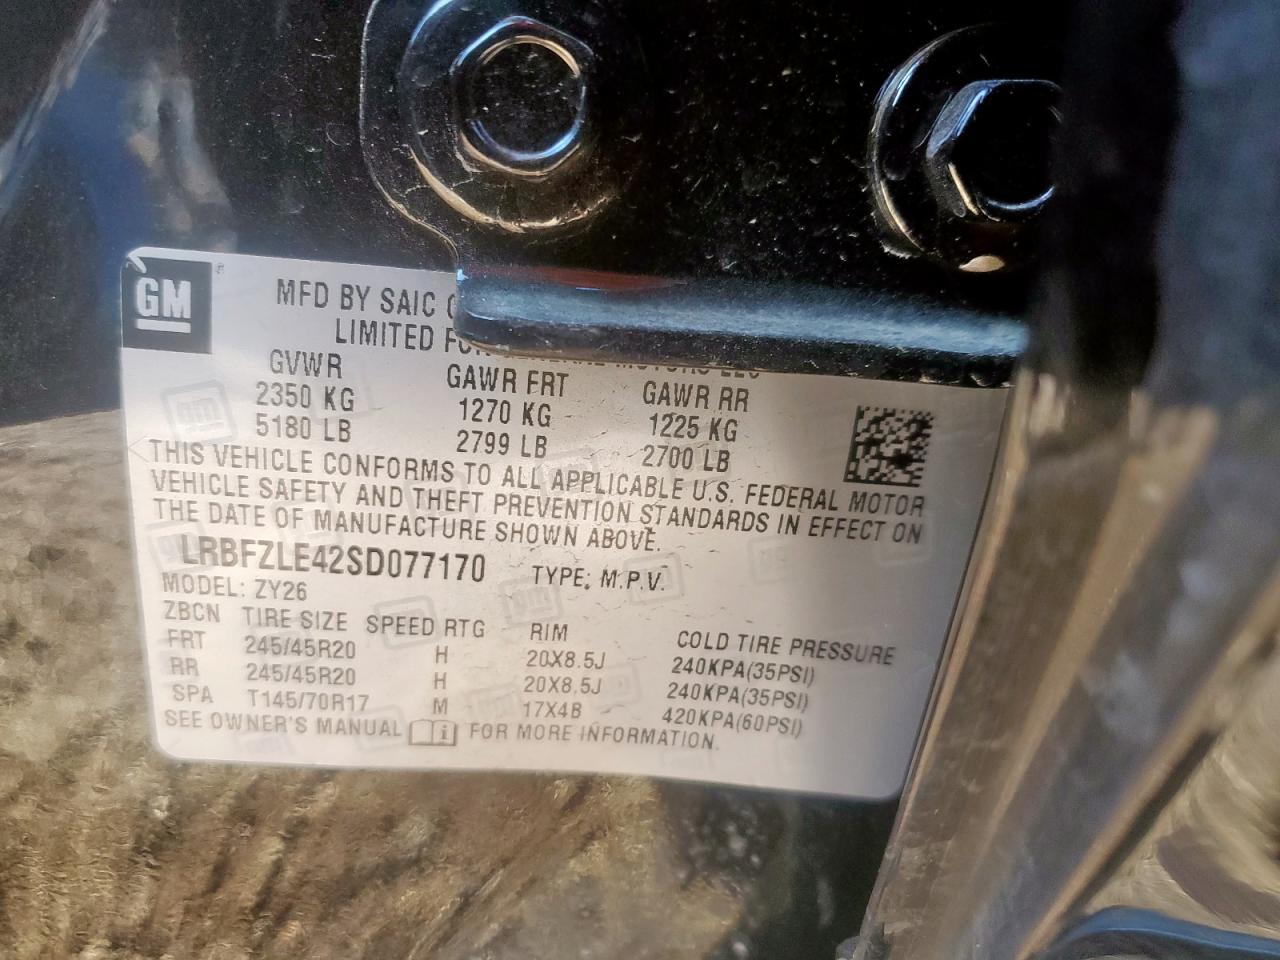 GM
MFD BY SAIC
LIMITED
GVWR GAWR FRT GAWR RR
2350 KG 1270 KG 1225 KG
5180 LB 2799 LB 2700 LB
THIS VEHICLE CONFORMS TO ALL APPLICABLE U.S. FEDERAL MOTOR
VEHICLE SAFETY AND THEFT PREVENTION STANDARDS IN EFFECT ON
THE DATE OF MANUFACTURE SHOWN ABOVE.
LRBFZLE42SD077170 TYPE: M.P.V.
MODEL: ZY26
ZBCN TIRE SIZE SPEED RTG RIM COLD TIRE PRESSURE
FRT 245/45R20 H 20X8.5J 240KPA(35PSI)
RR 245/45R20 H 20X8.5J 240KPA(35PSI)
SPA T145/70R17 M 17X4B 420KPA(60PSI)
SEE OWNER'S MANUAL i FOR MORE INFORMATION.